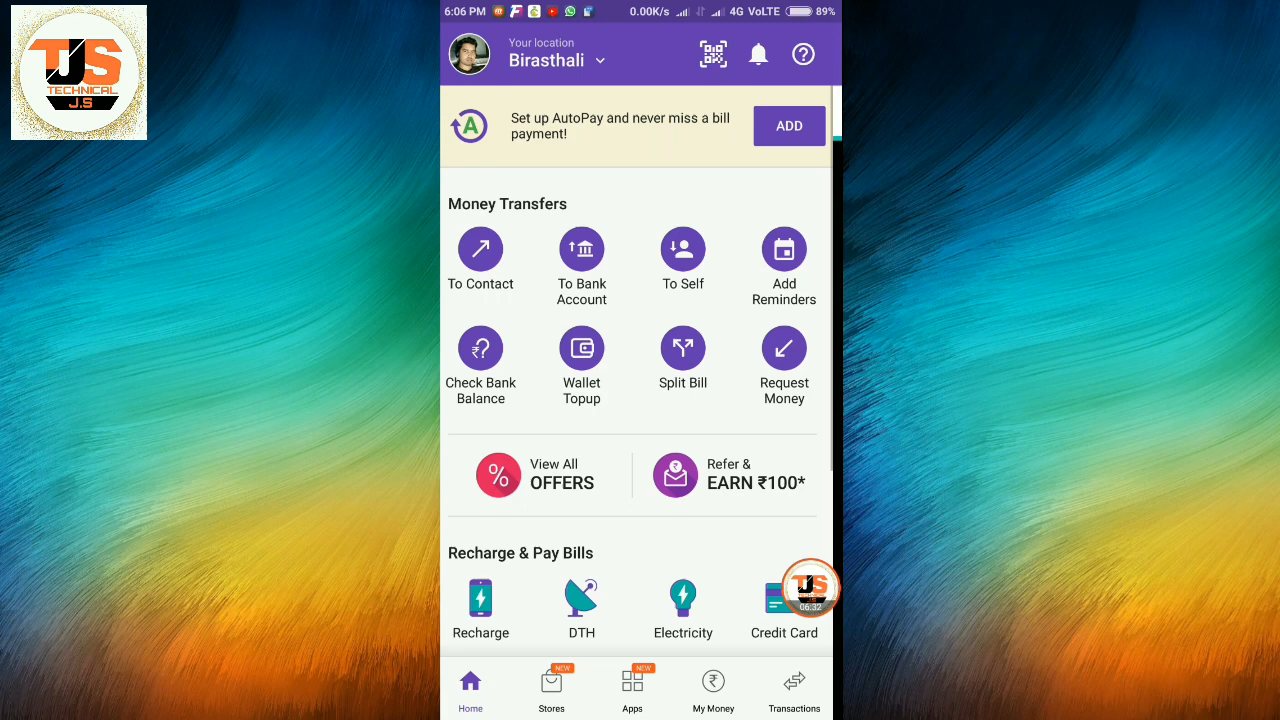 TJS
TECHNICAL
J.S
6:06 PM
0.00K/s
4G VoLTE
89%
Your location
Birasthali
A
Set up AutoPay and never miss a bill
payment!
ADD
Money Transfers
To Contact
To Bank
Account
To Self
Add
Reminders
Check Bank
Balance
Wallet
Topup
Split Bill
Request
Money
View All
OFFERS
Refer &
EARN ₹100*
Recharge & Pay Bills
Recharge
DTH
Electricity
Credit Card
TJS
06:32
Home
NEW
Stores
NEW
Apps
My Money
Transactions